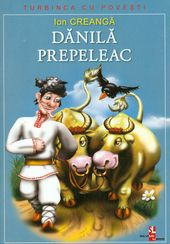 TURBINCA CU POVEȘTI
Ion CREANGĂ
DĂNILĂ
PREPELEAC